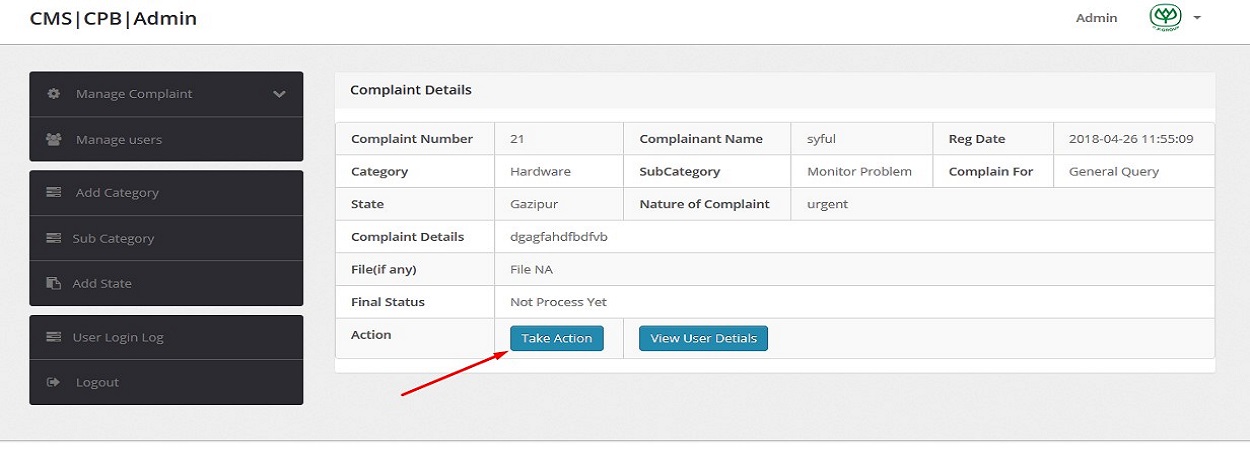 CMS|CPB|Admin
Admin
Manage Complaint
Manage users
Add Category
Sub Category
Add State
User Login Log
Logout
Complaint Details
Complaint Number 21 Complainant Name syful Reg Date 2018-04-26 11:55:09
Category Hardware SubCategory Monitor Problem Complain For General Query
State Gazipur Nature of Complaint urgent
Complaint Details dgagfahdfbdfvb
File(if any) File NA
Final Status Not Process Yet
Action Take Action View User Detials